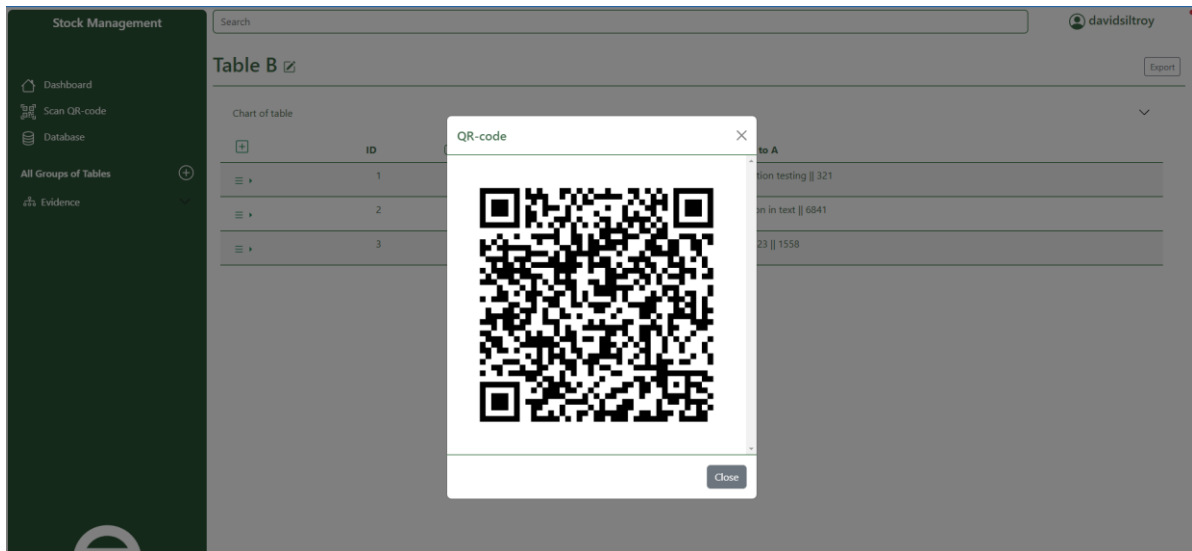 Stock Management
Search
davidsiltroy
Table B
Export
Dashboard
Scan QR-code
Database
All Groups of Tables
Evidence
Chart of table
ID
to A
1
tion testing || 321
2
on in text || 6841
3
23 || 1558
QR-code
Close